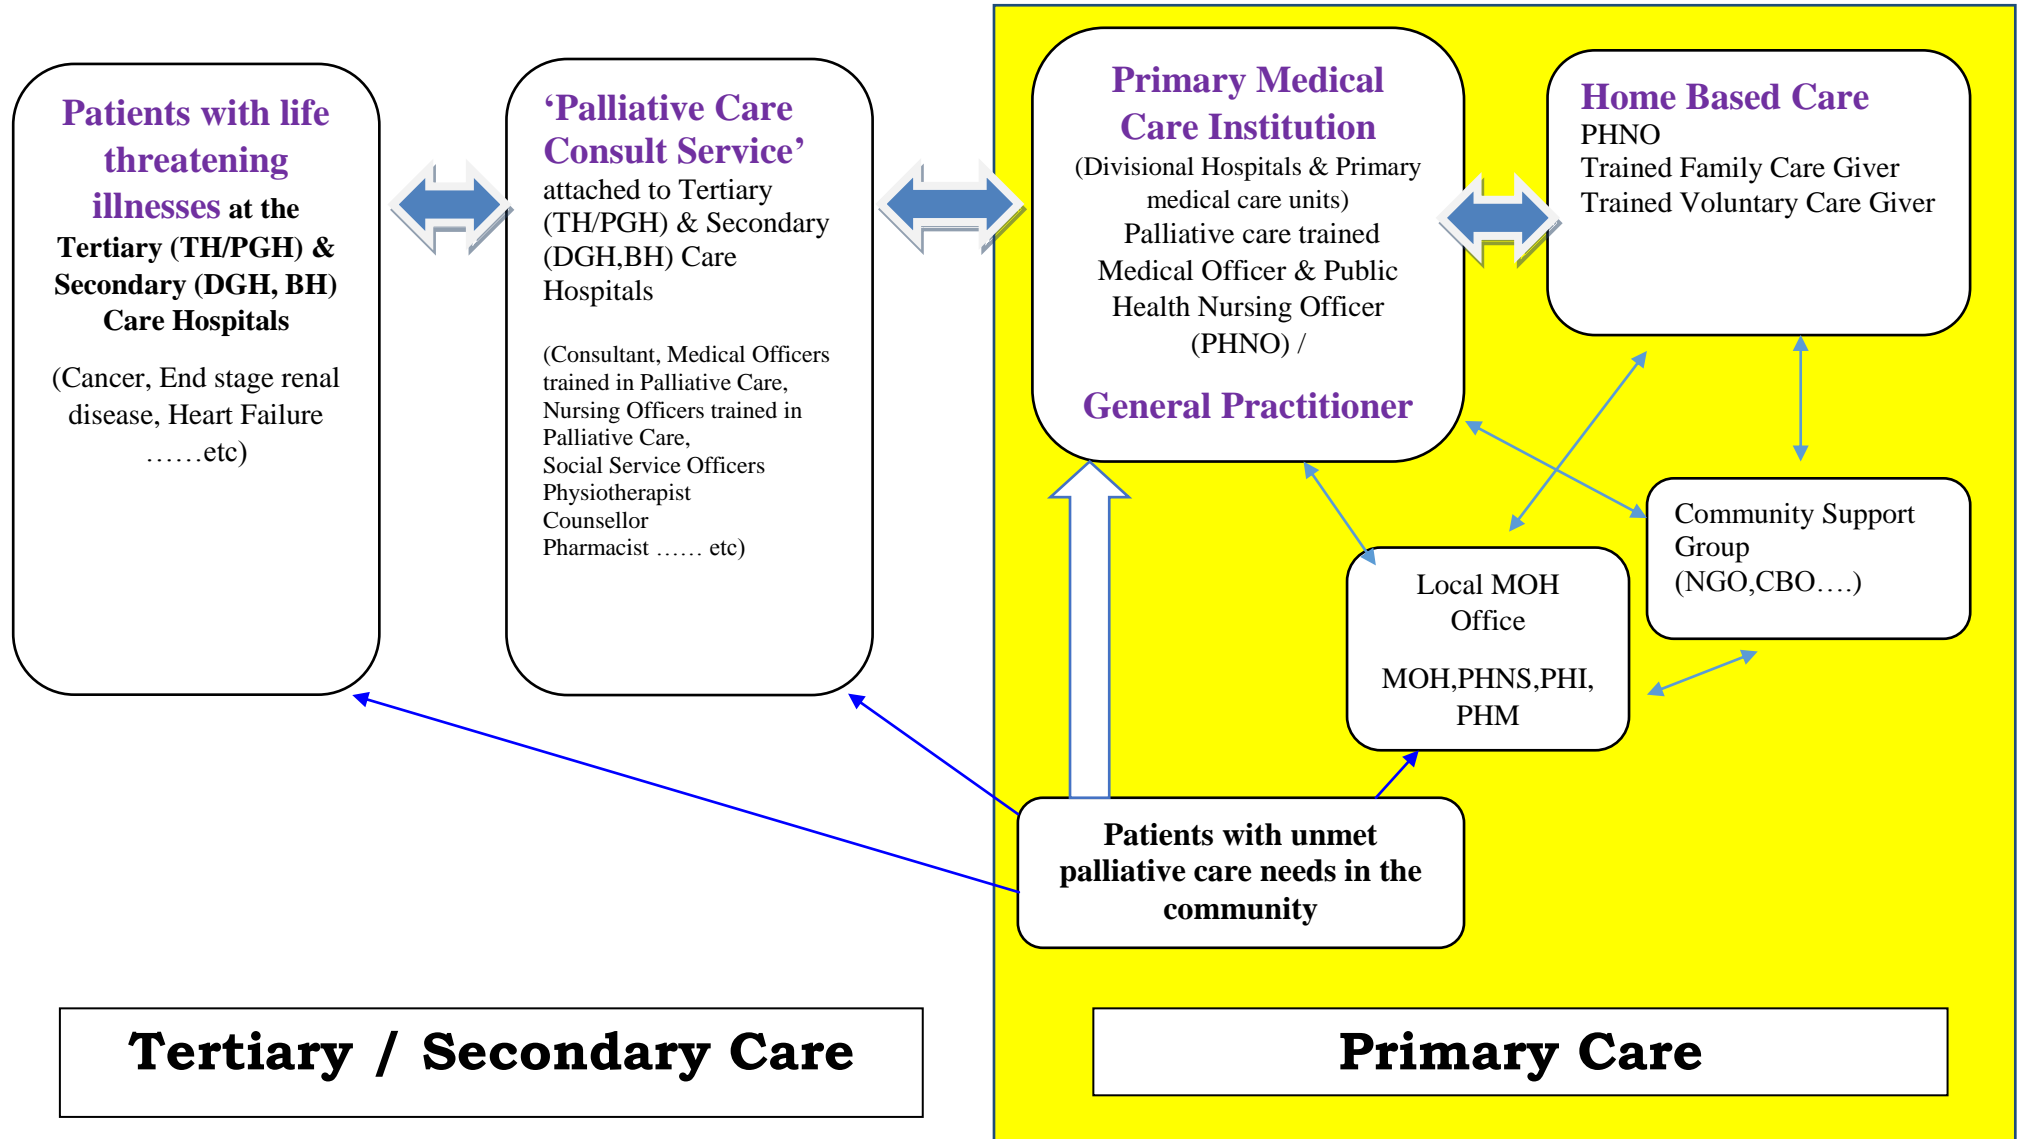 Patients with life
threatening
illnesses at the
Tertiary (TH/PGH) &
Secondary (DGH, BH)
Care Hospitals
(Cancer, End stage renal
disease, Heart Failure
……etc)
‘Palliative Care
Consult Service’
attached to Tertiary
(TH/PGH) & Secondary
(DGH,BH) Care
Hospitals
(Consultant, Medical Officers
trained in Palliative Care,
Nursing Officers trained in
Palliative Care,
Social Service Officers
Physiotherapist
Counsellor
Pharmacist …… etc)
Primary Medical
Care Institution
(Divisional Hospitals & Primary
medical care units)
Palliative care trained
Medical Officer & Public
Health Nursing Officer
(PHNO) /
General Practitioner
Home Based Care
PHNO
Trained Family Care Giver
Trained Voluntary Care Giver
Community Support
Group
(NGO,CBO….)
Local MOH
Office
MOH,PHNS,PHI,
PHM
Patients with unmet
palliative care needs in the
community
Tertiary / Secondary Care
Primary Care